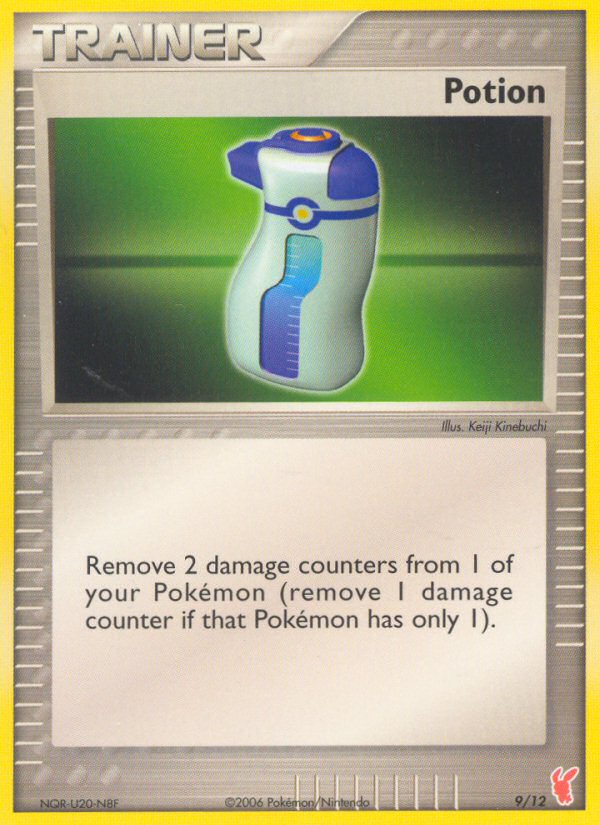 TRAINER
Potion
Illus. Keiji Kinebuchi
Remove 2 damage counters from 1 of
your Pokémon (remove 1 damage
counter if that Pokémon has only 1).
NQR-U20-NBF
©2006 Pokémon/Nintendo
9/12